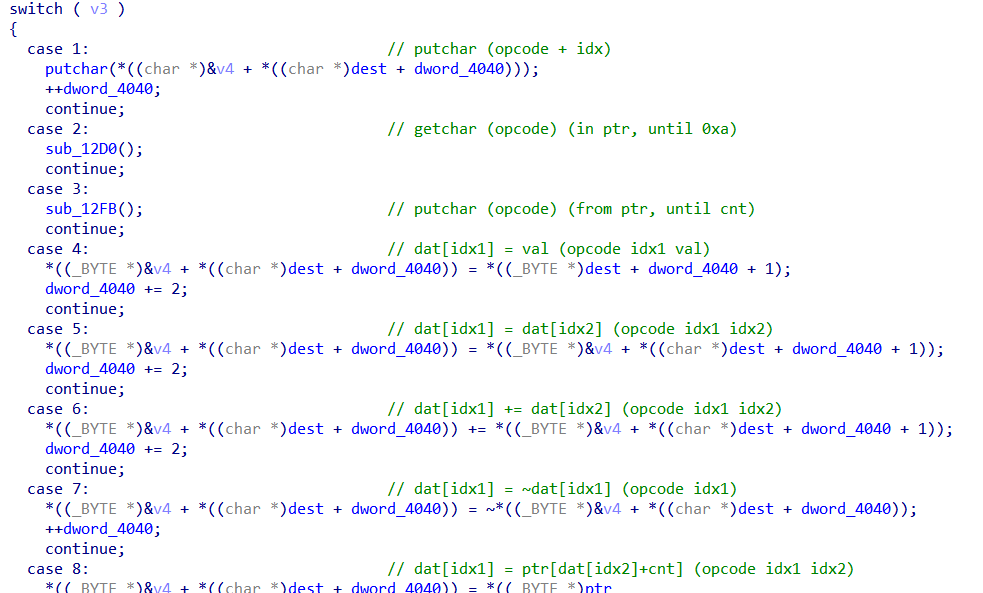 switch ( v3 )
{
case 1: // putchar (opcode + idx)
putchar(*((char *)&v4 + *((char *)dest + dword_4040)));
++dword_4040;
continue;
case 2: // getchar (opcode) (in ptr, until 0xa)
sub_12D0();
continue;
case 3:
sub_12FB(); // putchar (opcode) (from ptr, until cnt)
continue;
case 4: // dat[idx1] = val (opcode idx1 val)
*((_BYTE *)&v4 + *((char *)dest + dword_4040)) = *((_BYTE *)dest + dword_4040 + 1);
dword_4040 += 2;
continue;
case 5: // dat[idx1] = dat[idx2] (opcode idx1 idx2)
*((_BYTE *)&v4 + *((char *)dest + dword_4040)) = *((_BYTE *)&v4 + *((char *)dest + dword_4040 + 1));
dword_4040 += 2;
continue;
case 6: // dat[idx1] += dat[idx2] (opcode idx1 idx2)
*((_BYTE *)&v4 + *((char *)dest + dword_4040)) += *((_BYTE *)&v4 + *((char *)dest + dword_4040 + 1));
dword_4040 += 2;
continue;
case 7: // dat[idx1] = ~dat[idx1] (opcode idx1)
*((_BYTE *)&v4 + *((char *)dest + dword_4040)) = ~*((_BYTE *)&v4 + *((char *)dest + dword_4040));
++dword_4040;
continue;
case 8: // dat[idx1] = ptr[dat[idx2]+cnt] (opcode idx1 idx2)
*((_BYTE *)&v4 + *((char *)dest + dword_4040)) = *((_BYTE *)ptr